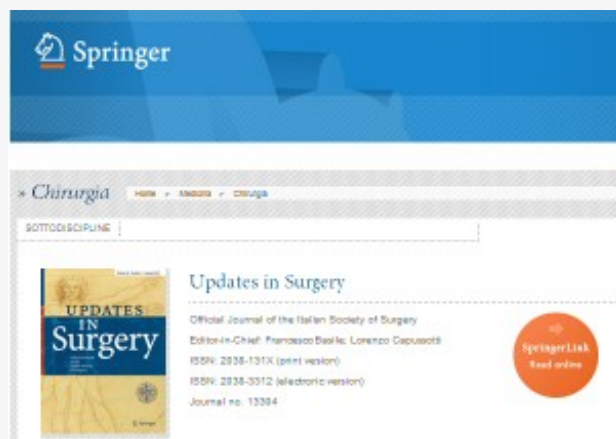 Springer
» Chirurgia Home » Medicina » Chirurgia
SOTTODISCIPLINE
UPDATES
IN
Surgery
Springer
Updates in Surgery
Official Journal of the Italian Society of Surgery
Editor-in-Chief: Francesco Basile; Lorenzo Capussotti
ISSN: 2038-131X (print version)
ISSN: 2038-3312 (electronic version)
Journal no. 13304
SpringerLink
Read online